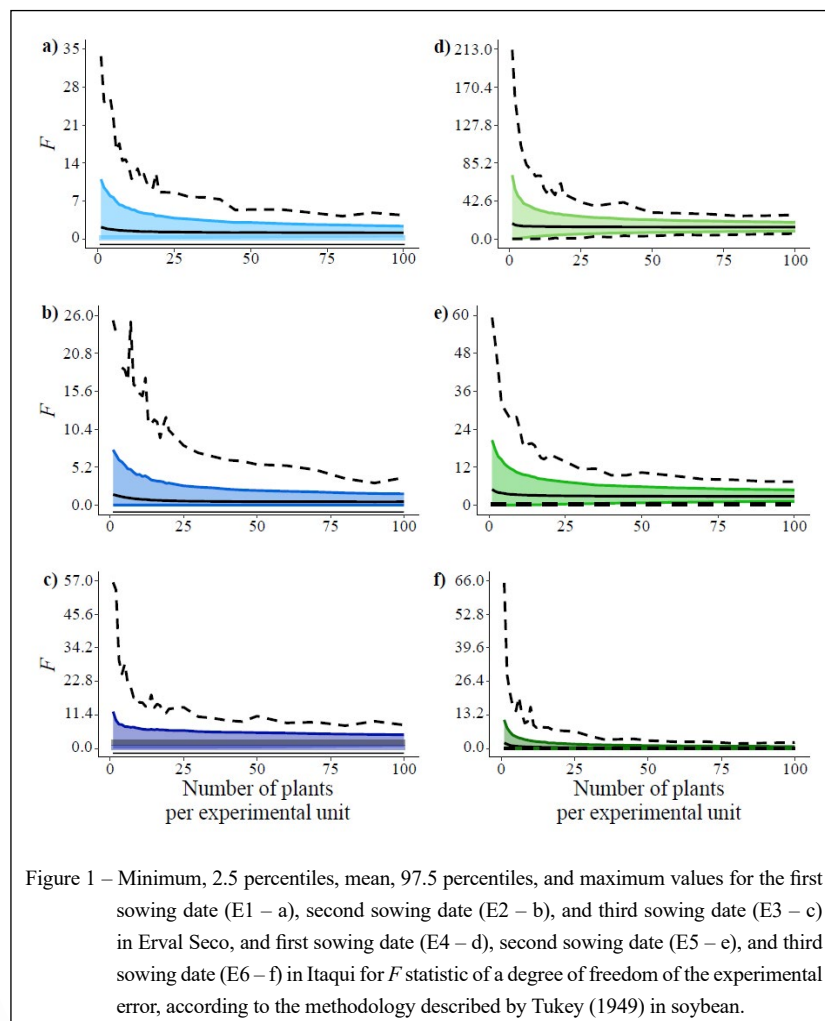 a)
35
28
21
14
7
0
F
0 25 50 75 100
d)
213.0
170.4
127.8
85.2
42.6
0.0
0 25 50 75 100
b)
26.0
20.8
15.6
10.4
5.2
0.0
F
0 25 50 75 100
e)
60
48
36
24
12
0
0 25 50 75 100
c)
57.0
45.6
34.2
22.8
11.4
0.0
F
0 25 50 75 100
Number of plants
per experimental unit
f)
66.0
52.8
39.6
26.4
13.2
0.0
0 25 50 75 100
Number of plants
per experimental unit
Figure 1 – Minimum, 2.5 percentiles, mean, 97.5 percentiles, and maximum values for the first
sowing date (E1 – a), second sowing date (E2 – b), and third sowing date (E3 – c)
in Erval Seco, and first sowing date (E4 – d), second sowing date (E5 – e), and third
sowing date (E6 – f) in Itaqui for F statistic of a degree of freedom of the experimental
error, according to the methodology described by Tukey (1949) in soybean.